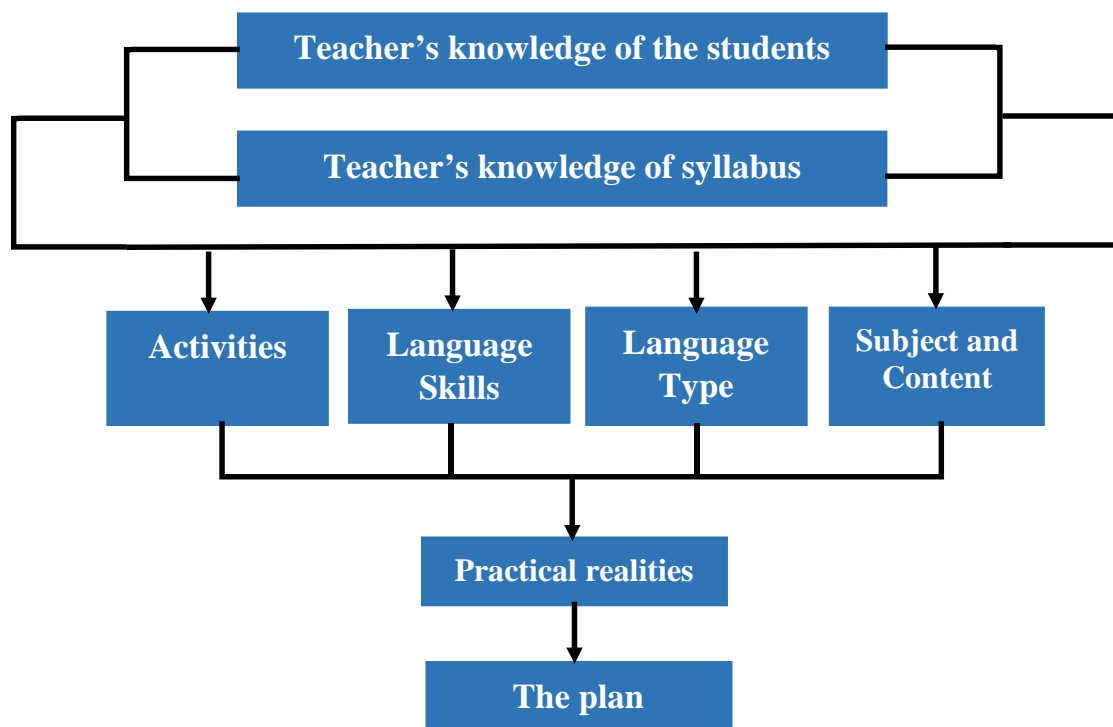 Teacher’s knowledge of the students
Teacher’s knowledge of syllabus
Activities
Language
Skills
Language
Type
Subject and
Content
Practical realities
The plan